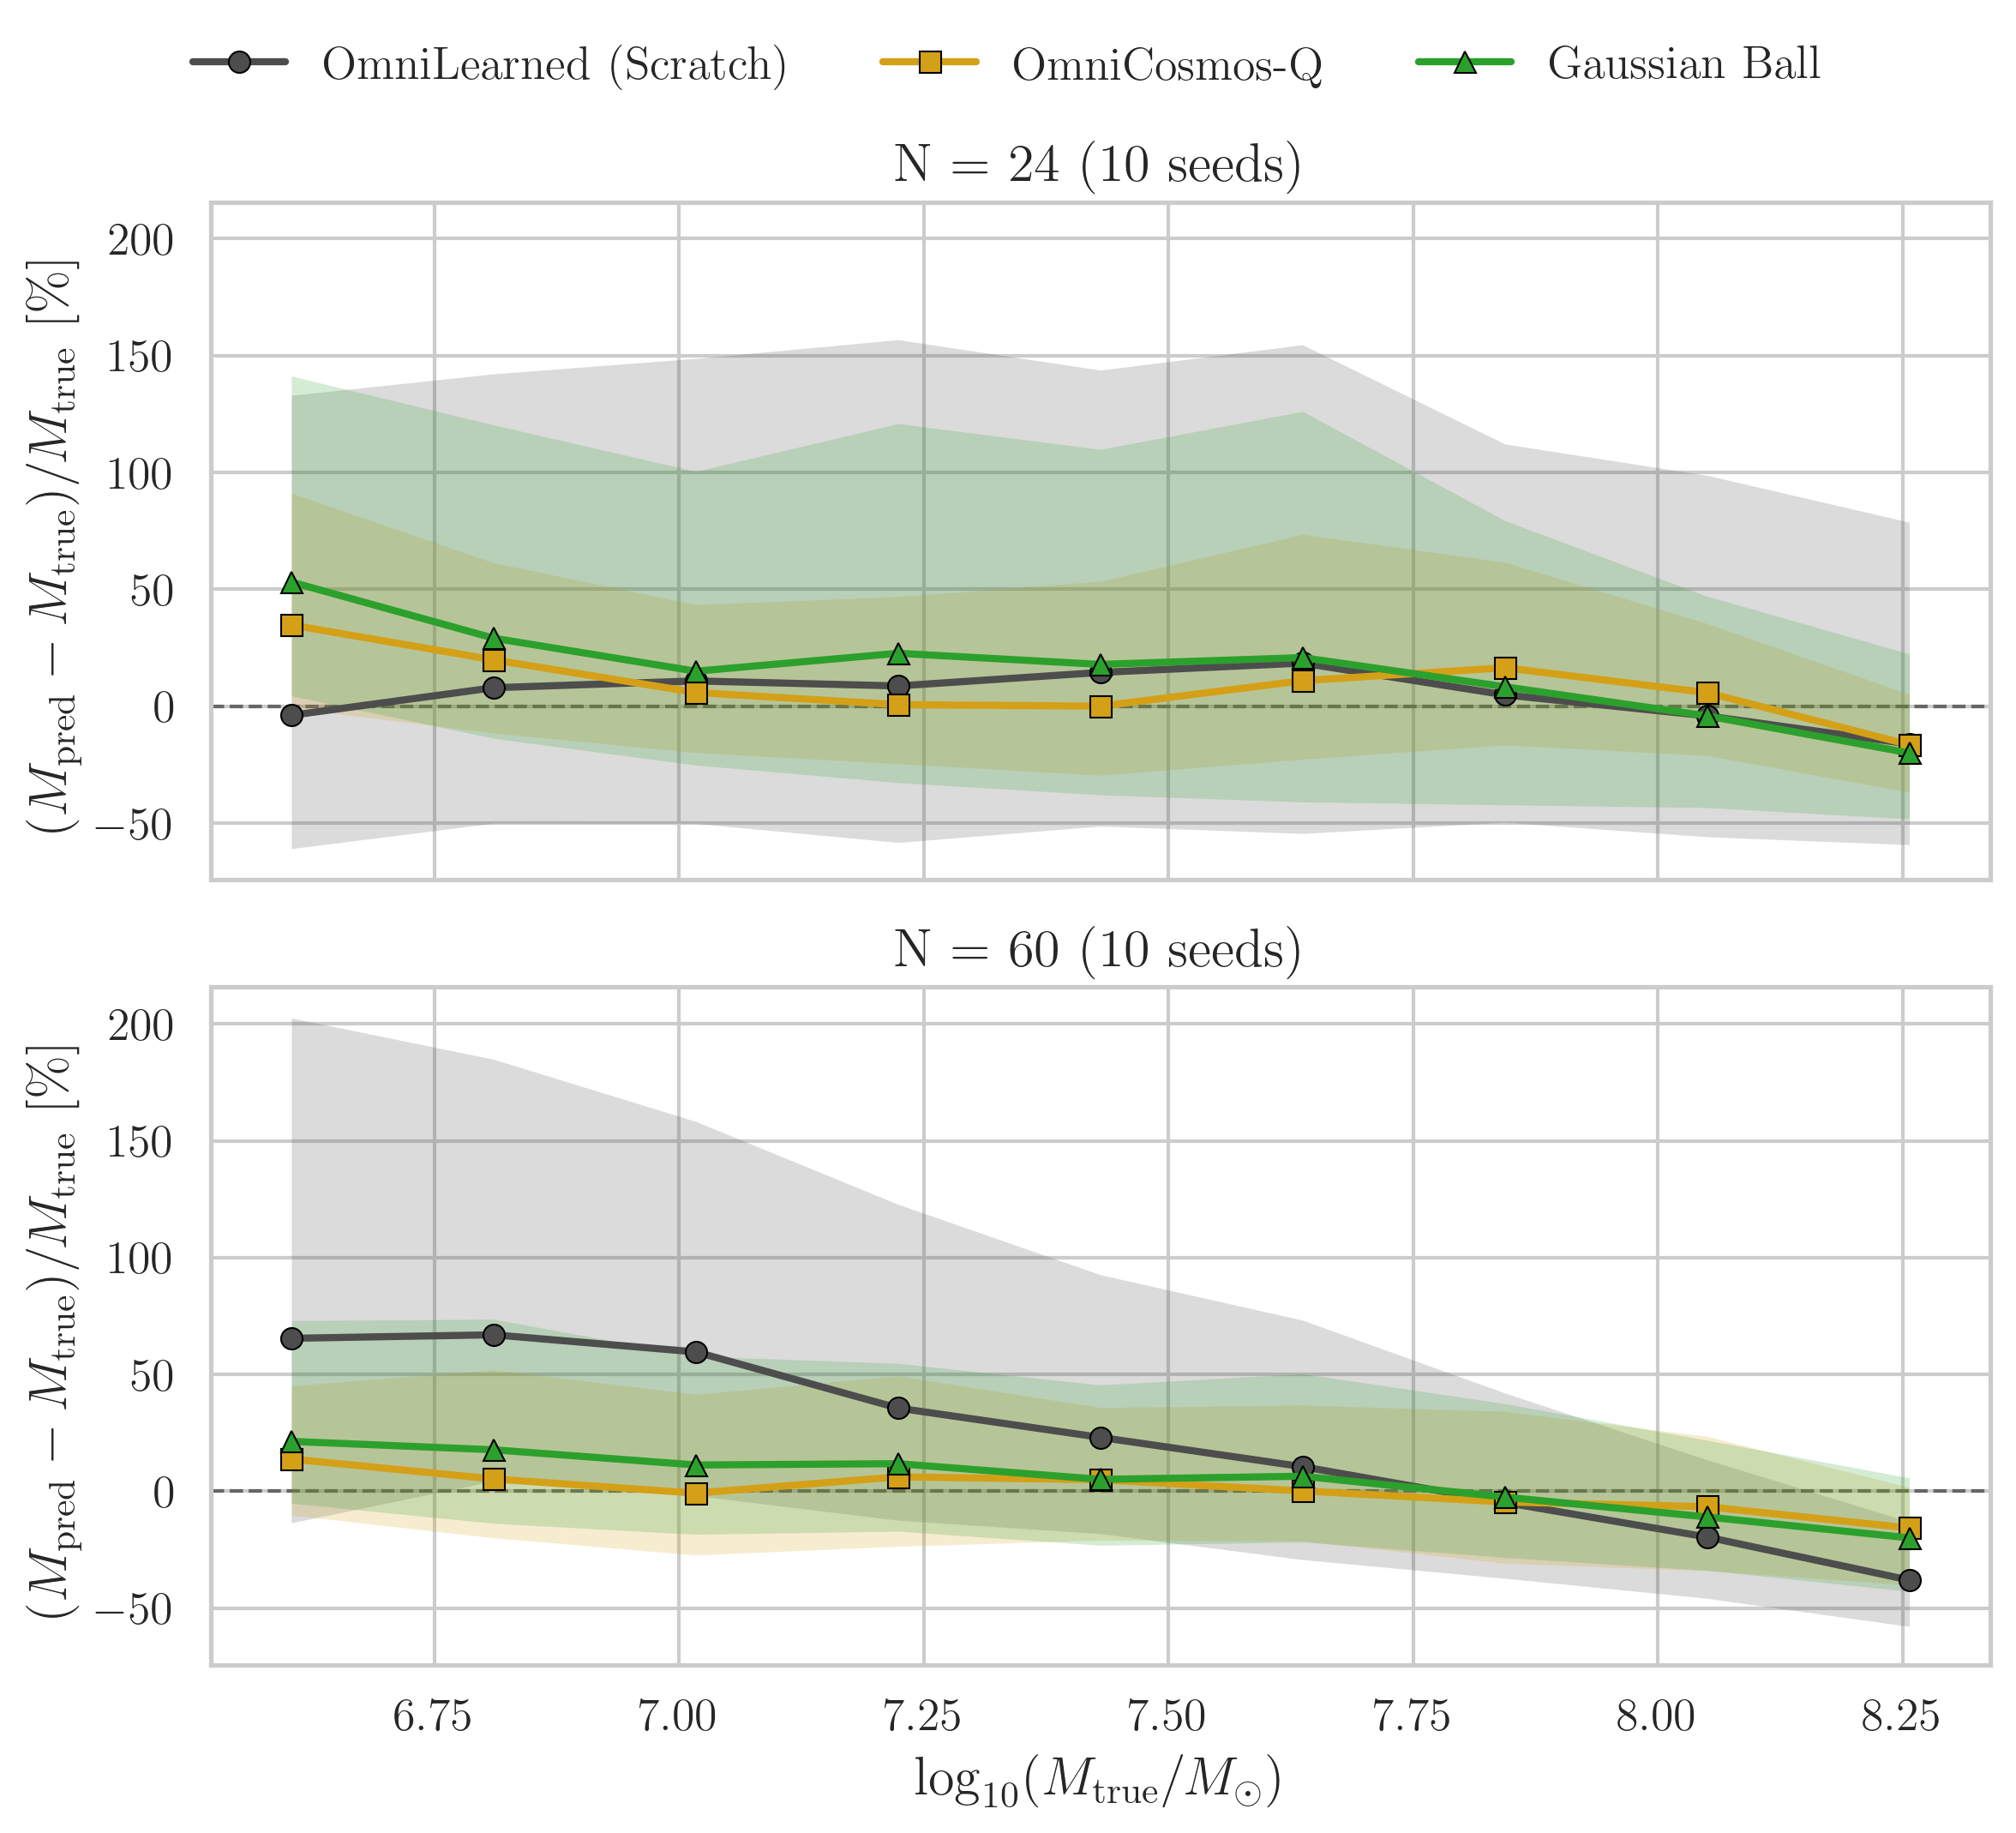 OmniLearned (Scratch) OmniCosmos-Q Gaussian Ball
N = 24 (10 seeds)
(M_pred − M_true)/M_true [%]
200
150
100
50
0
−50
N = 60 (10 seeds)
(M_pred − M_true)/M_true [%]
200
150
100
50
0
−50
6.75 7.00 7.25 7.50 7.75 8.00 8.25
log₁₀(M_true/M_⊙)